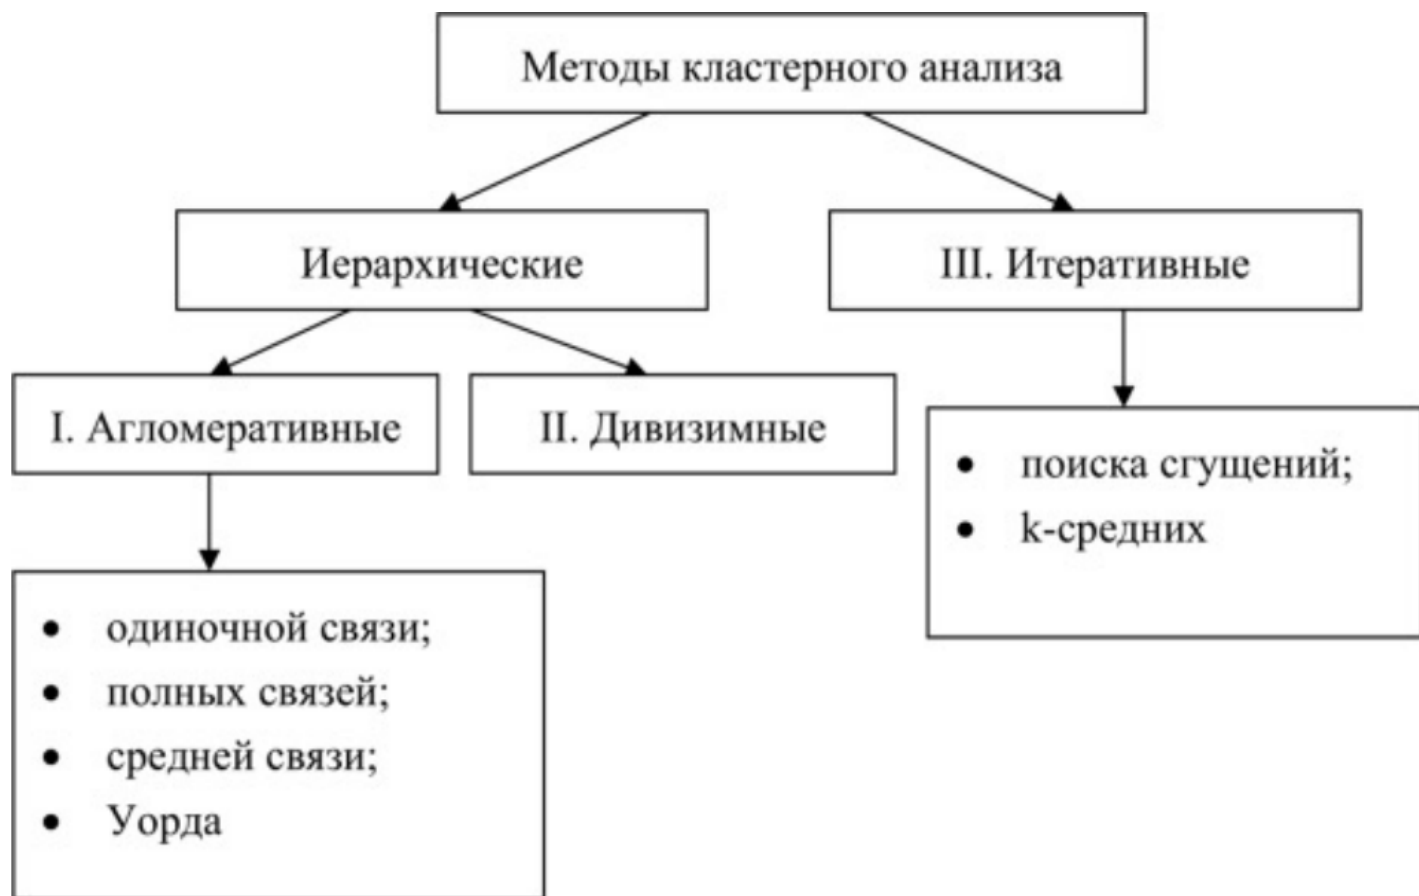 Методы кластерного анализа
Иерархические
III. Итеративные
I. Агломеративные
II. Дивизимные
• поиска сгущений;
• k-средних
• одиночной связи;
• полных связей;
• средней связи;
• Уорда